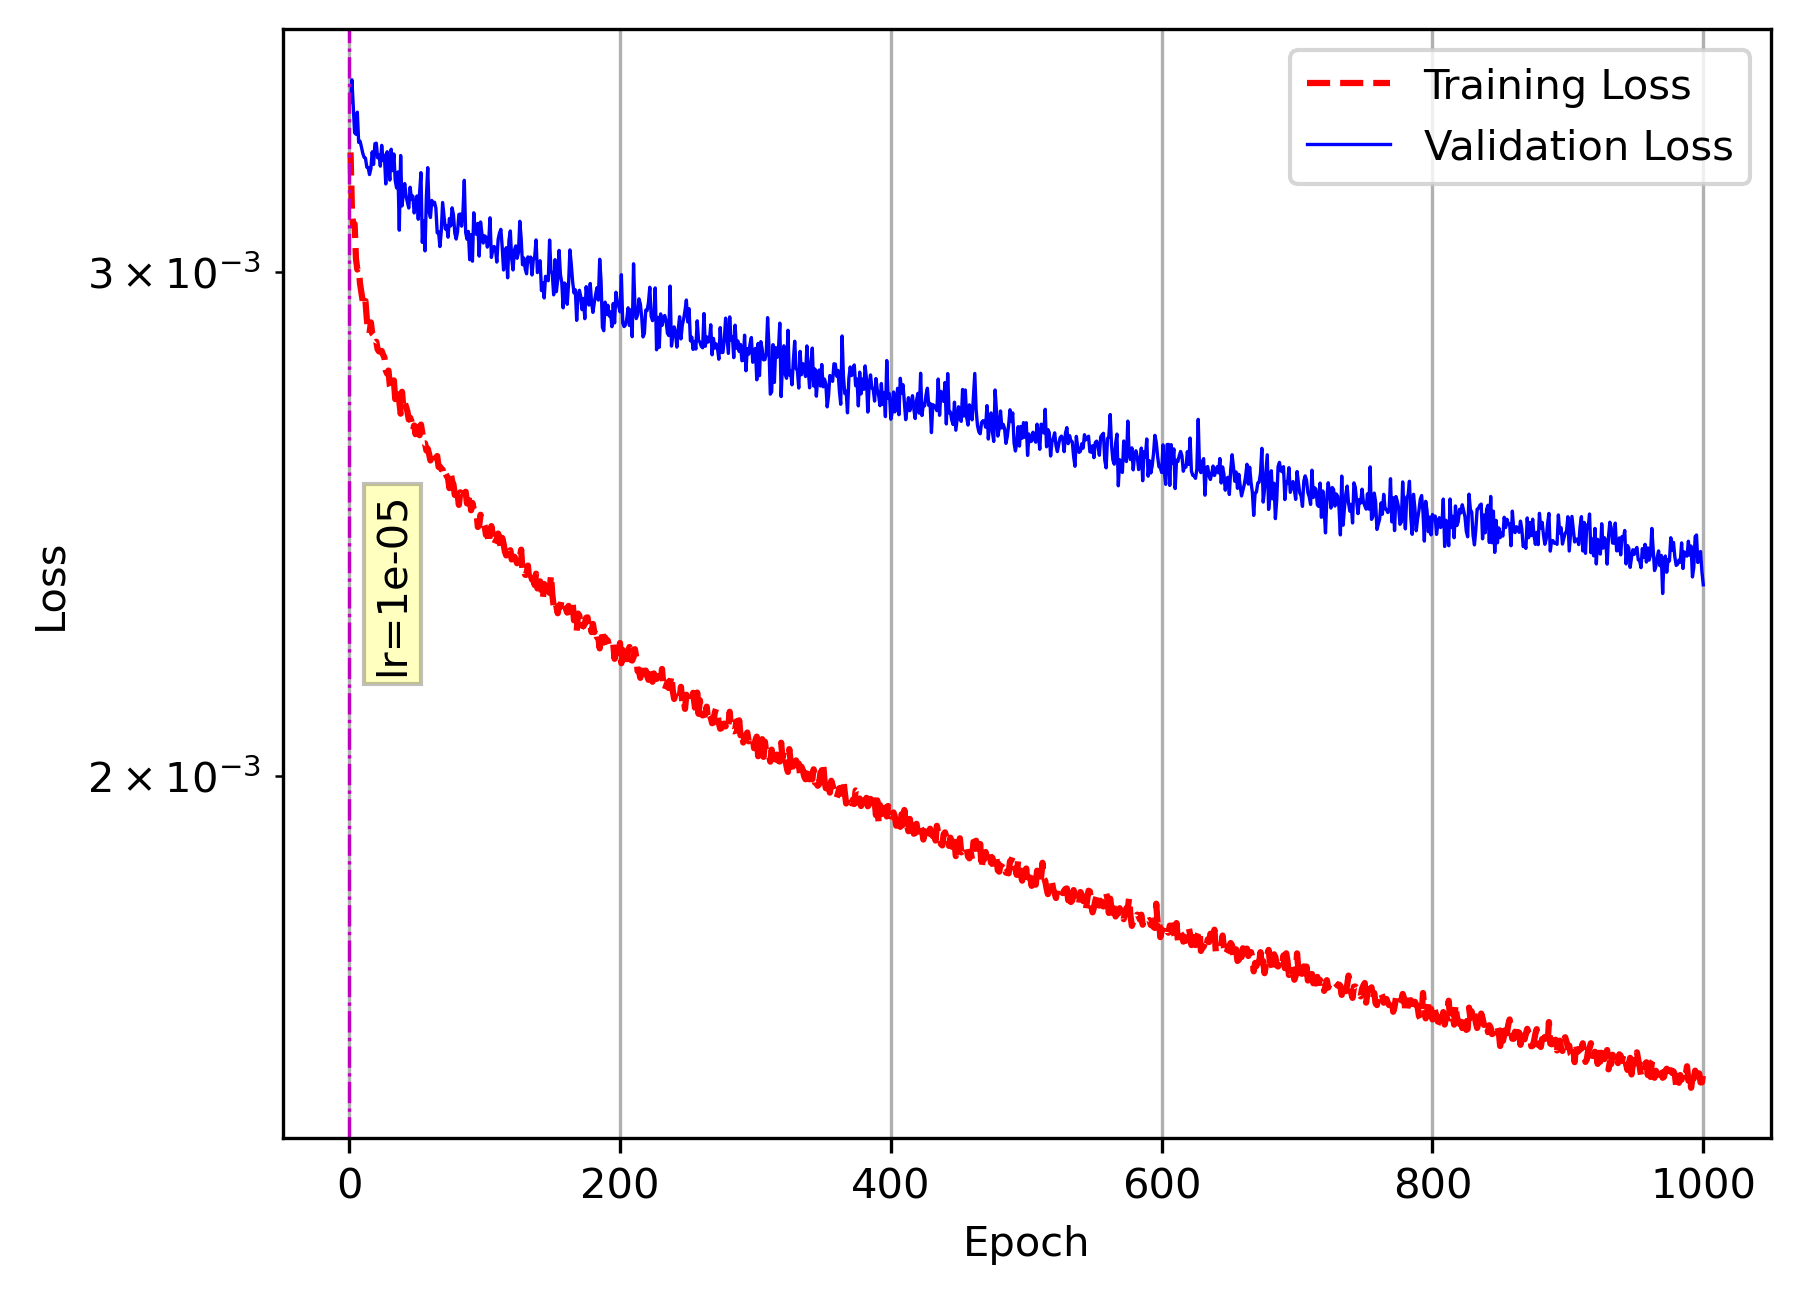 Training Loss
Validation Loss
3 × 10⁻³
2 × 10⁻³
Loss
lr=1e-05
0 200 400 600 800 1000
Epoch